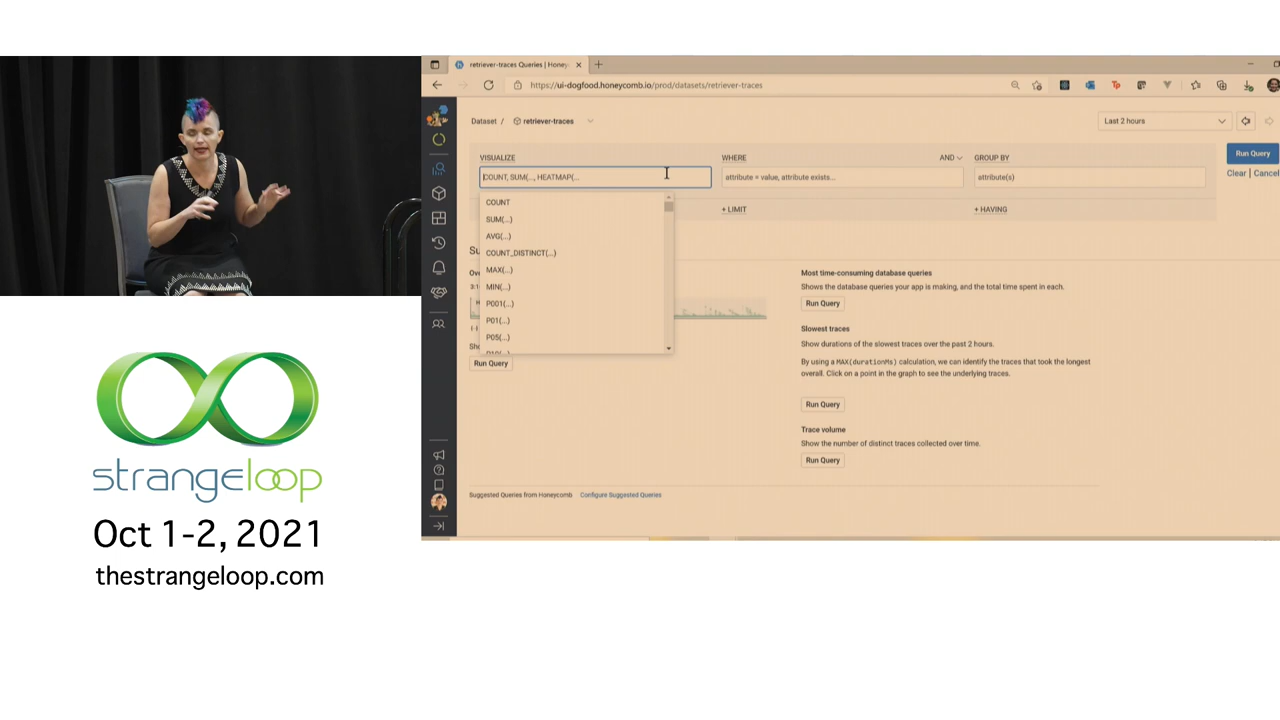 retriever-traces Queries | Honey
https://ui-dogfood.honeycomb.io/prod/datasets/retriever-traces
Dataset / retriever-traces
Last 2 hours
VISUALIZE
WHERE
AND
GROUP BY
Run Query
COUNT, SUM(..., HEATMAP(...
attribute = value, attribute exists...
attribute(s)
Clear | Cancel
COUNT
SUM(...)
AVG(...)
COUNT_DISTINCT(...)
MAX(...)
MIN(...)
P001(...)
P01(...)
P05(...)
+ LIMIT
+ HAVING
Run Query
Most time-consuming database queries
Shows the database queries your app is making, and the total time spent in each.
Run Query
Slowest traces
Show durations of the slowest traces over the past 2 hours.
By using a MAX(durationMs) calculation, we can identify the traces that took the longest
overall. Click on a point in the graph to see the underlying traces.
Run Query
Trace volume
Show the number of distinct traces collected over time.
Run Query
Suggested Queries from Honeycomb
Configure Suggested Queries
strangeloop
Oct 1-2, 2021
thestrangeloop.com